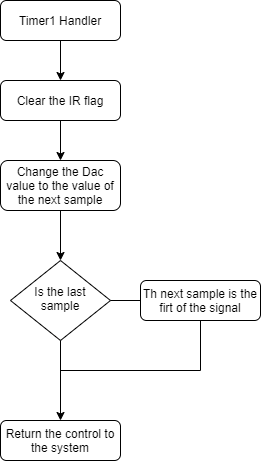 Timer1 Handler
Clear the IR flag
Change the Dac
value to the value of
the next sample
Is the last
sample
Th next sample is the
firt of the signal
Return the control to
the system